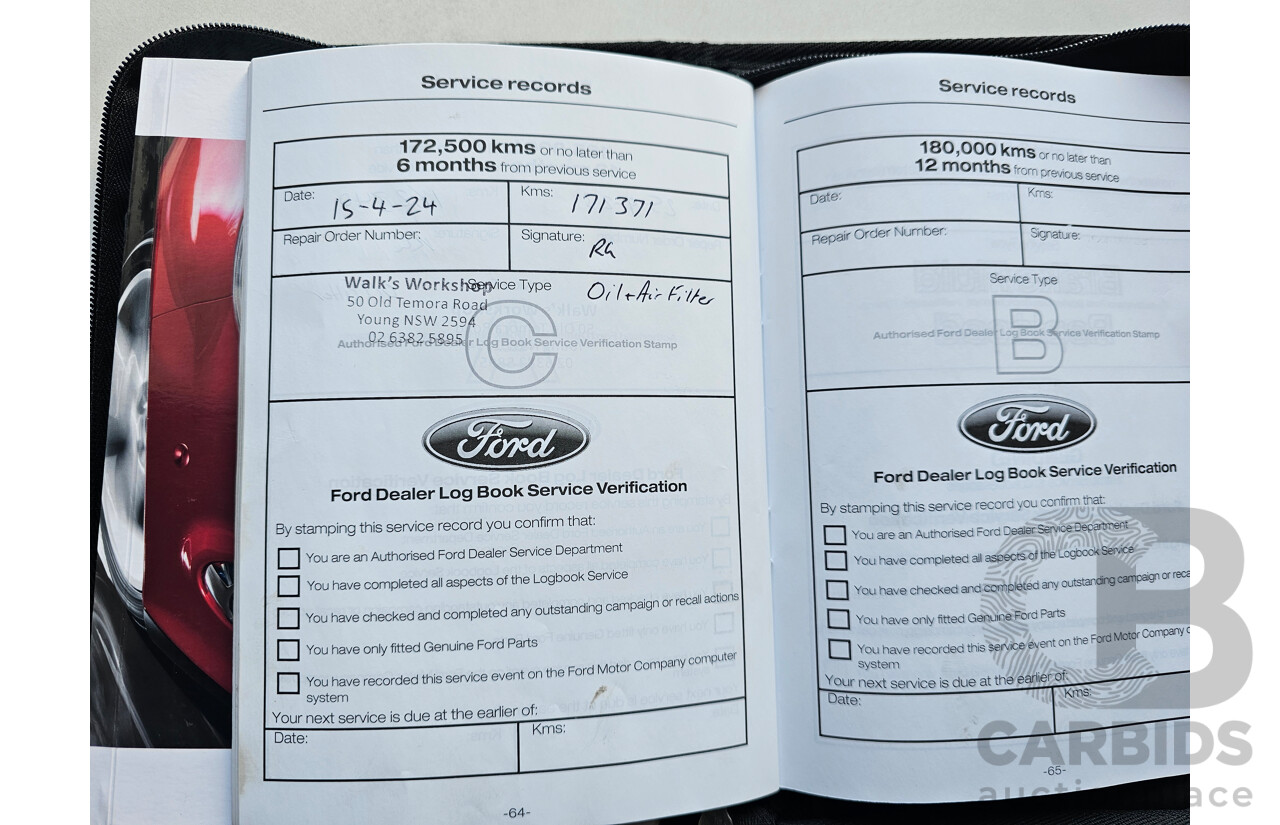 Service records
172,500 kms or no later than
6 months from previous service
Date: 15-4-24
Kms: 171371
Repair Order Number:
Signature: RG
Walk's Workshop
Service Type
Oil + Air Filter
50 Old Temora Road
Young NSW 2594
02 6382 5895
Authorised Ford Dealer Log Book Service Verification Stamp
C
Ford
Ford Dealer Log Book Service Verification
By stamping this service record you confirm that:
You are an Authorised Ford Dealer Service Department
You have completed all aspects of the Logbook Service
You have checked and completed any outstanding campaign or recall actions
You have only fitted Genuine Ford Parts
You have recorded this service event on the Ford Motor Company computer
system
Your next service is due at the earlier of:
Date:
Kms:
-64-
Service records
180,000 kms or no later than
12 months from previous service
Date:
Kms:
Repair Order Number:
Signature:
Service Type
B
Authorised Ford Dealer Log Book Service Verification Stamp
Ford
Ford Dealer Log Book Service Verification
By stamping this service record you confirm that:
You are an Authorised Ford Dealer Service Department
You have completed all aspects of the Logbook Service
You have checked and completed any outstanding campaign or reca
You have only fitted Genuine Ford Parts
You have recorded this service event on the Ford Motor Company c
system
Your next service is due at the earlier of:
Date:
Kms:
-65-
CB
CARBIDS